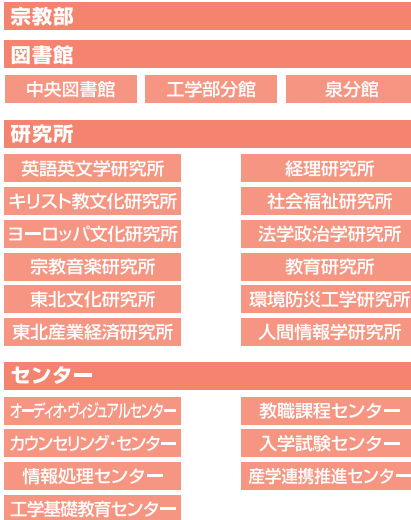 宗教部
図書館
中央図書館 工学部分館 泉分館
研究所
英語英文学研究所 経理研究所
キリスト教文化研究所 社会福祉研究所
ヨーロッパ文化研究所 法学政治学研究所
宗教音楽研究所 教育研究所
東北文化研究所 環境防災工学研究所
東北産業経済研究所 人間情報学研究所
センター
オーディオ・ヴィジュアルセンター 教職課程センター
カウンセリング・センター 入学試験センター
情報処理センター 産学連携推進センター
工学基礎教育センター